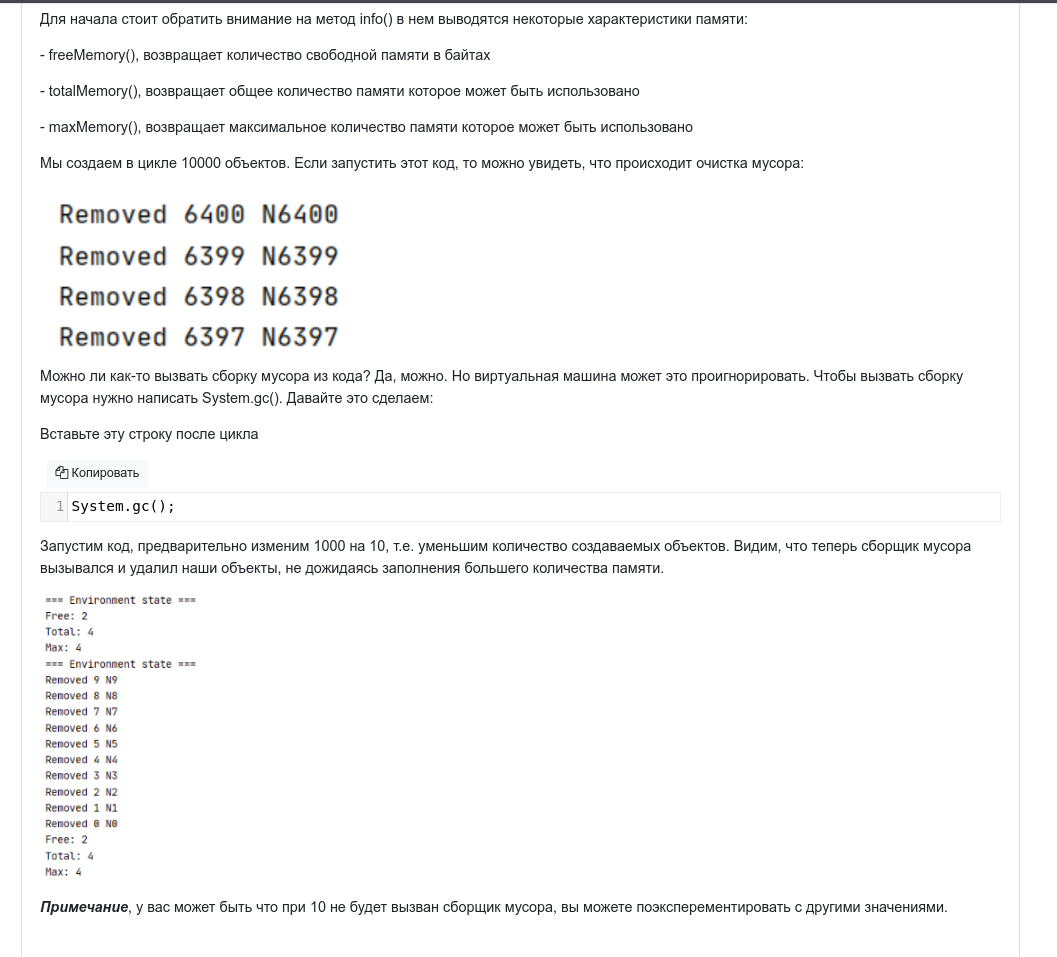 Для начала стоит обратить внимание на метод info() в нем выводятся некоторые характеристики памяти:
- freeMemory(), возвращает количество свободной памяти в байтах
- totalMemory(), возвращает общее количество памяти которое может быть использовано
- maxMemory(), возвращает максимальное количество памяти которое может быть использовано
Мы создаем в цикле 10000 объектов. Если запустить этот код, то можно увидеть, что происходит очистка мусора:
Removed 6400 N6400
Removed 6399 N6399
Removed 6398 N6398
Removed 6397 N6397
Можно ли как-то вызвать сборку мусора из кода? Да, можно. Но виртуальная машина может это проигнорировать. Чтобы вызвать сборку
мусора нужно написать System.gc(). Давайте это сделаем:
Вставьте эту строку после цикла
Копировать
1 System.gc();
Запустим код, предварительно изменим 1000 на 10, т.е. уменьшим количество создаваемых объектов. Видим, что теперь сборщик мусора
вызывался и удалил наши объекты, не дожидаясь заполнения большего количества памяти.
=== Environment state ===
Free: 2
Total: 4
Max: 4
=== Environment state ===
Removed 9 N9
Removed 8 N8
Removed 7 N7
Removed 6 N6
Removed 5 N5
Removed 4 N4
Removed 3 N3
Removed 2 N2
Removed 1 N1
Removed 0 N0
Free: 2
Total: 4
Max: 4
Примечание, у вас может быть что при 10 не будет вызван сборщик мусора, вы можете поэксперементировать с другими значениями.